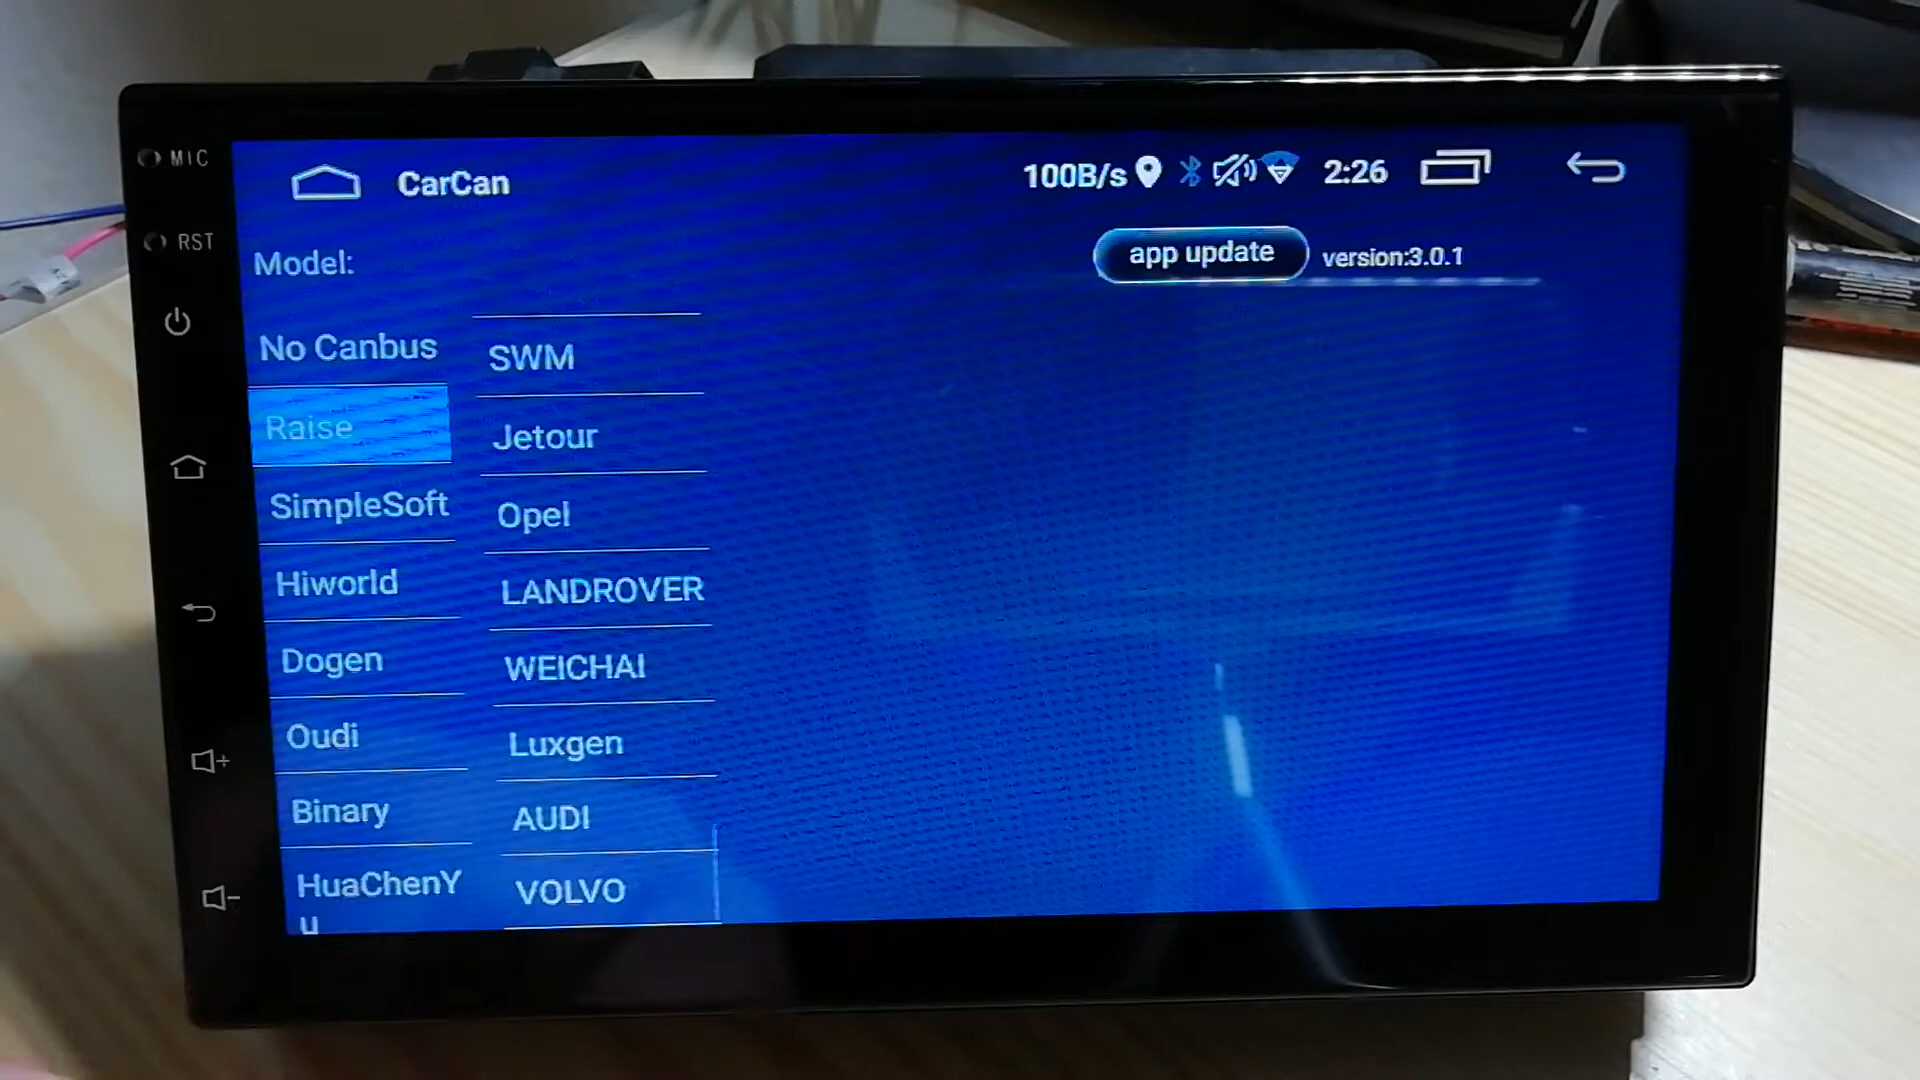 MIC
RST
CarCan
100B/s
2:26
Model:
app update
version:3.0.1
No Canbus
Raise
SimpleSoft
Hiworld
Dogen
Oudi
Binary
HuaChenY
u
SWM
Jetour
Opel
LANDROVER
WEICHAI
Luxgen
AUDI
VOLVO